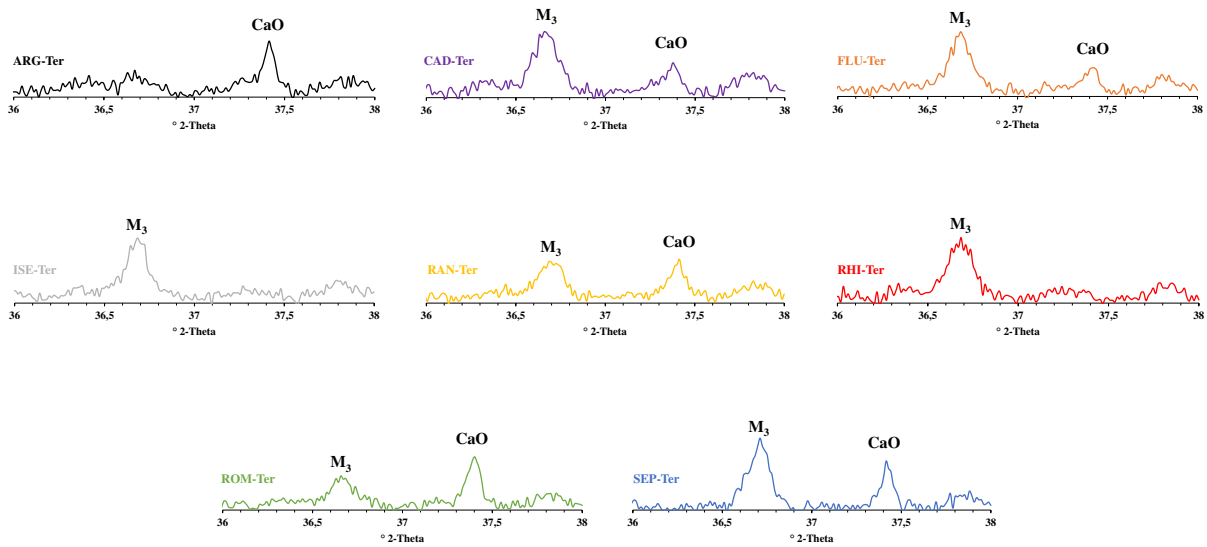 CaO
ARG-Ter
36 36,5 37 37,5 38
° 2-Theta
M₃
CaO
CAD-Ter
36 36,5 37 37,5 38
° 2-Theta
M₃
CaO
FLU-Ter
36 36,5 37 37,5 38
° 2-Theta
M₃
ISE-Ter
36 36,5 37 37,5 38
° 2-Theta
M₃ CaO
RAN-Ter
36 36,5 37 37,5 38
° 2-Theta
M₃
RHI-Ter
36 36,5 37 37,5 38
° 2-Theta
CaO
M₃
ROM-Ter
36 36,5 37 37,5 38
° 2-Theta
M₃
CaO
SEP-Ter
36 36,5 37 37,5 38
° 2-Theta